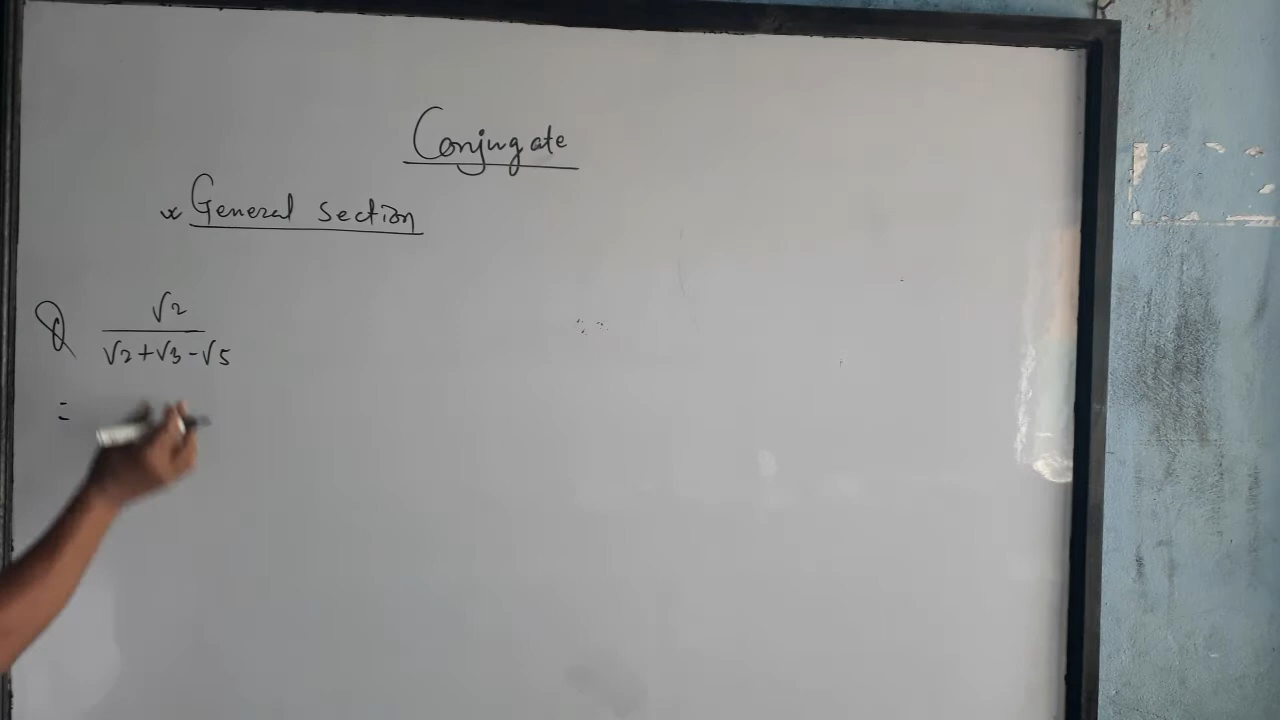 Conjugate
× General section
Q √2
√2+√3-√5
=